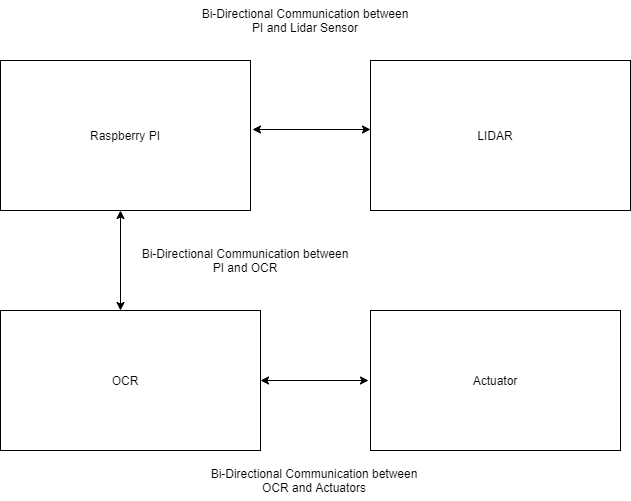 Bi-Directional Communication between
PI and Lidar Sensor
Raspberry PI
LIDAR
Bi-Directional Communication between
PI and OCR
OCR
Actuator
Bi-Directional Communication between
OCR and Actuators